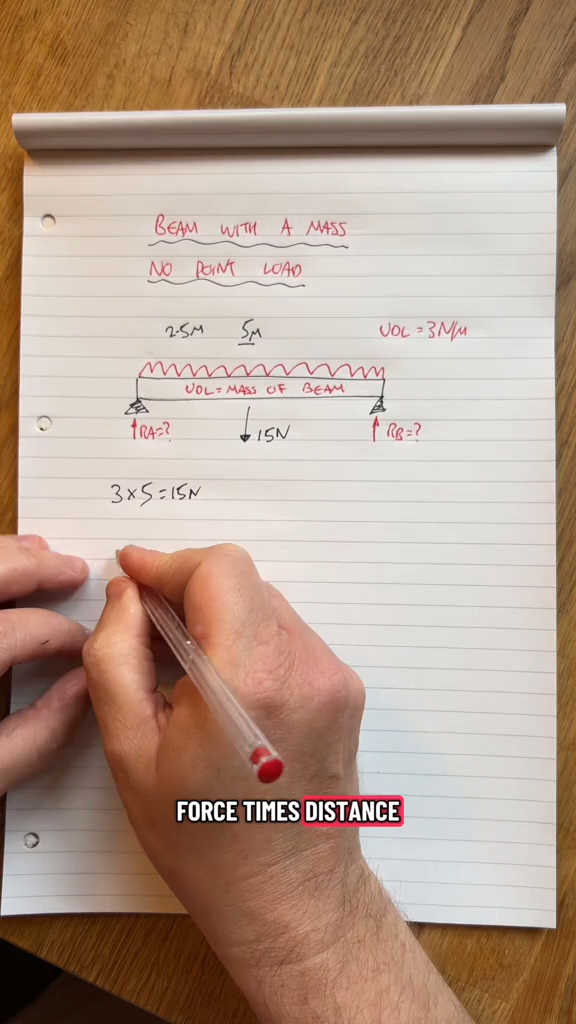 BEAM WITH A MASS
NO POINT LOAD
2.5M 5M UDL = 3N/M
UDL = MASS OF BEAM
RA=? 15N RB=?
3 × 5 = 15N
FORCE TIMES DISTANCE